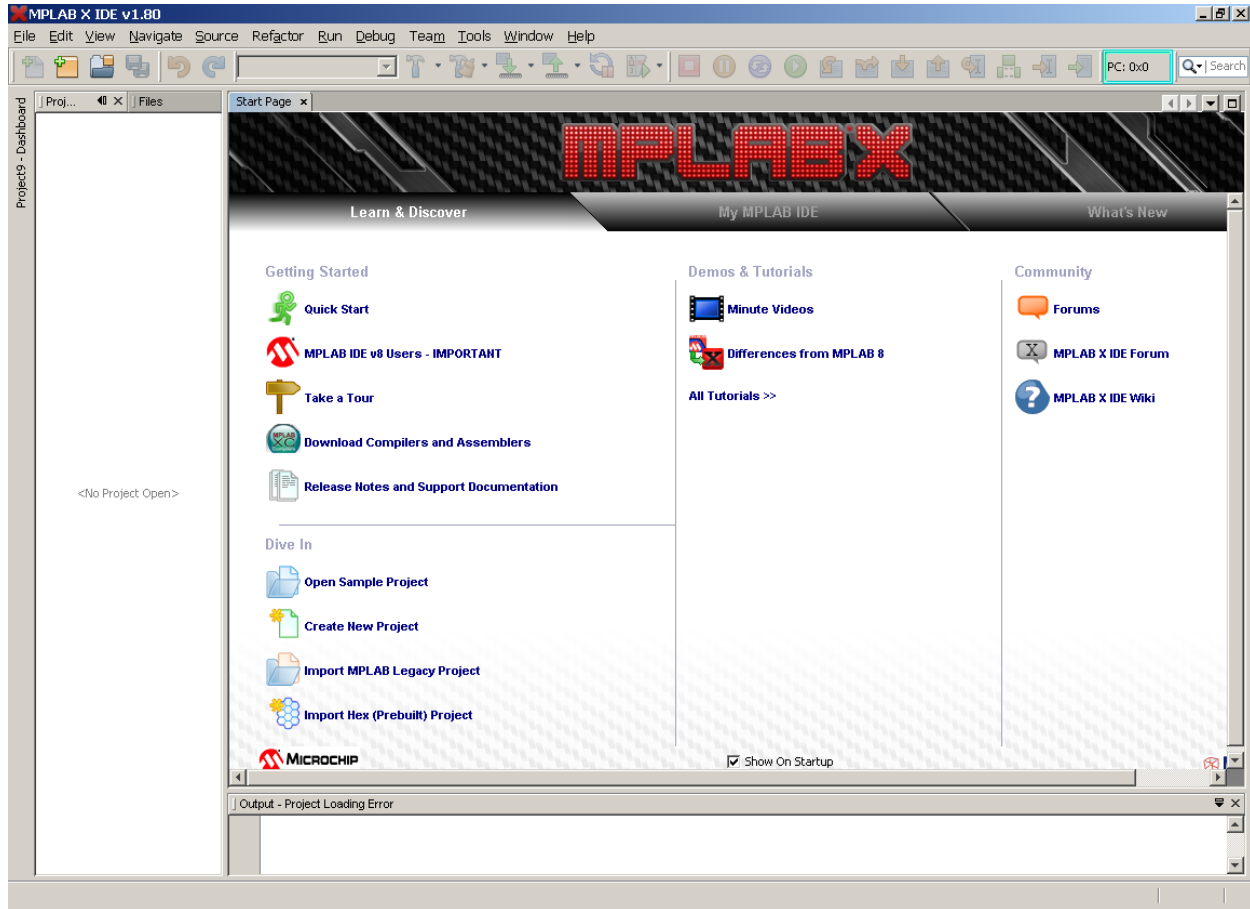 MPLAB X IDE v1.80
File Edit View Navigate Source Refactor Run Debug Team Tools Window Help
PC: 0x0 Search
Project9 - Dashboard
Proj... Files
Start Page
MPLAB X
Learn & Discover My MPLAB IDE What's New
Getting Started
Quick Start
MPLAB IDE v8 Users - IMPORTANT
Take a Tour
Download Compilers and Assemblers
Release Notes and Support Documentation
Dive In
Open Sample Project
Create New Project
Import MPLAB Legacy Project
Import Hex (Prebuilt) Project
Demos & Tutorials
Minute Videos
Differences from MPLAB 8
All Tutorials >>
Community
Forums
MPLAB X IDE Forum
MPLAB X IDE Wiki
<No Project Open>
MICROCHIP
Show On Startup
Output - Project Loading Error